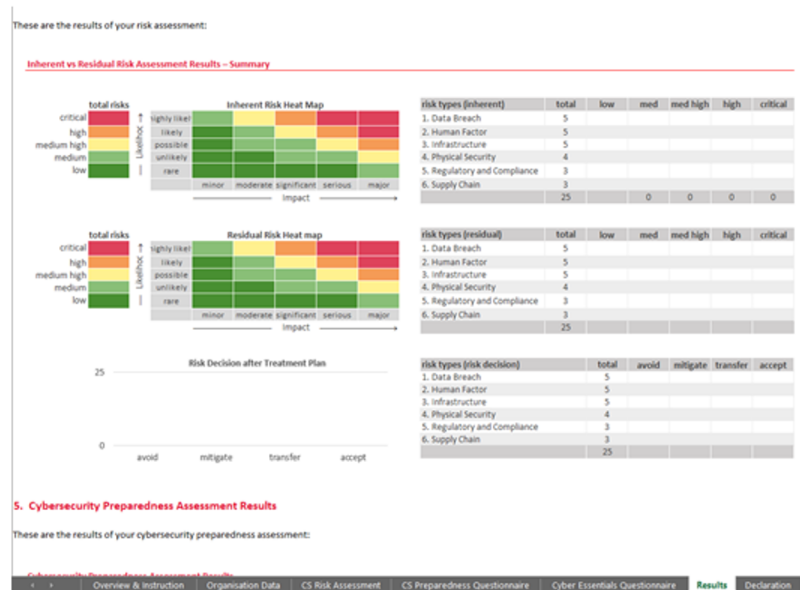 These are the results of your risk assessment:
Inherent vs Residual Risk Assessment Results – Summary
total risks
critical
high
medium high
medium
low
Inherent Risk Heat Map
Likelihoc
highly likel
likely
possible
unlikely
rare
minor moderate significant serious major
Impact
risk types (inherent) total low med med high high critical
1. Data Breach 5
2. Human Factor 5
3. Infrastructure 5
4. Physical Security 4
5. Regulatory and Compliance 3
6. Supply Chain 3
25 0 0 0 0
total risks
critical
high
medium high
medium
low
Residual Risk Heat map
Likelihoc
highly likel
likely
possible
unlikely
rare
minor moderate significant serious major
Impact
risk types (residual) total low med med high high critical
1. Data Breach 5
2. Human Factor 5
3. Infrastructure 5
4. Physical Security 4
5. Regulatory and Compliance 3
6. Supply Chain 3
25
Risk Decision after Treatment Plan
25
0
avoid mitigate transfer accept
risk types (risk decision) total avoid mitigate transfer accept
1. Data Breach 5
2. Human Factor 5
3. Infrastructure 5
4. Physical Security 4
5. Regulatory and Compliance 3
6. Supply Chain 3
25
5. Cybersecurity Preparedness Assessment Results
These are the results of your cybersecurity preparedness assessment:
Cybersecurity Preparedness Assessment Results
Overview & Instruction Organisation Data CS Risk Assessment CS Preparedness Questionnaire Cyber Essentials Questionnaire Results Declaration